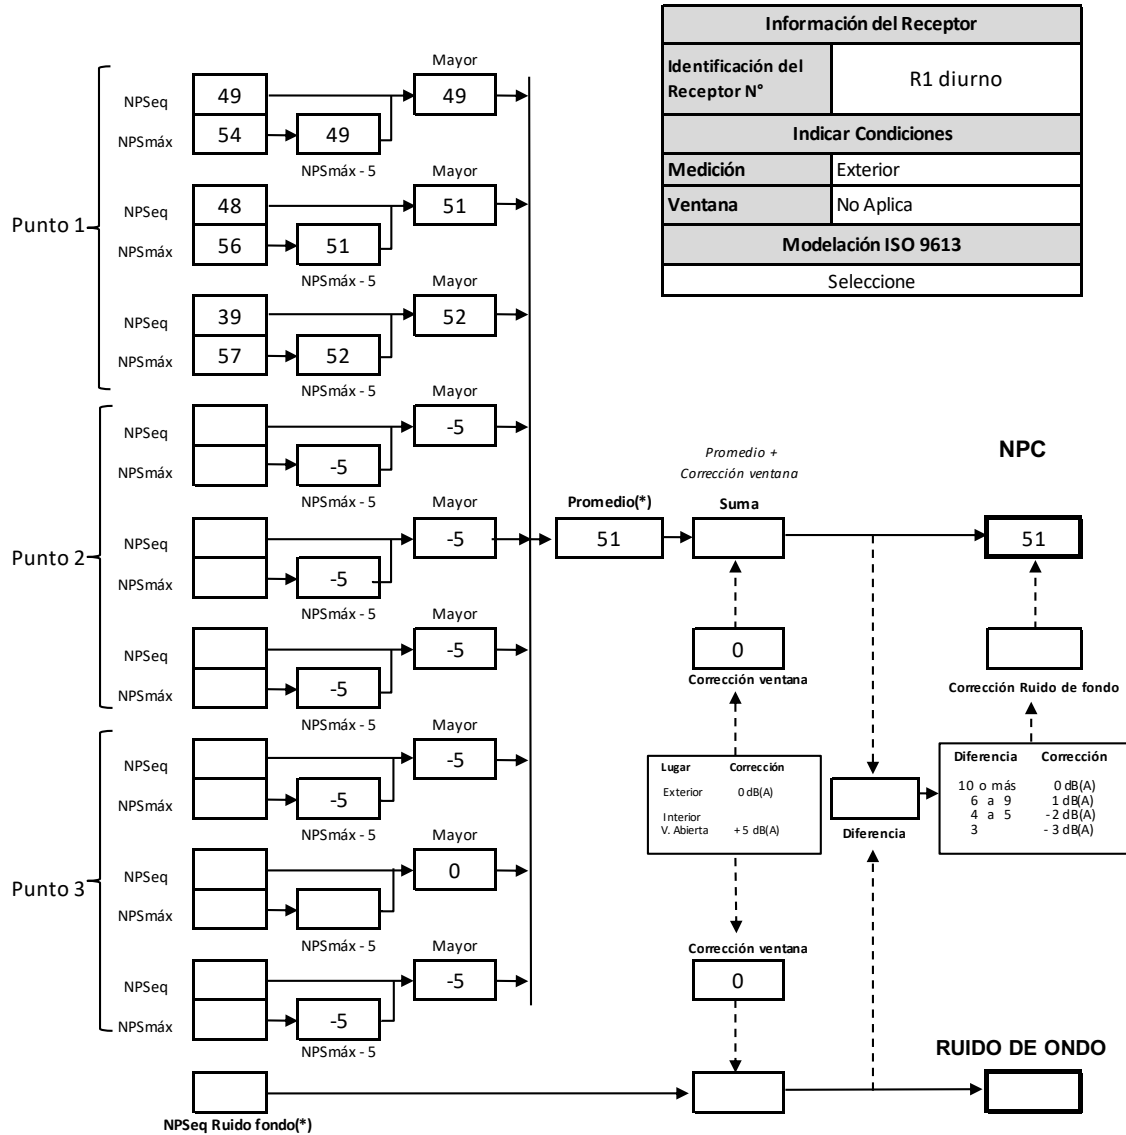 Información del Receptor
Identificación del
Receptor N°
R1 diurno
Indicar Condiciones
Medición
Exterior
Ventana
No Aplica
Modelación ISO 9613
Seleccione
Punto 1
Mayor
NPSeq
49
49
NPSmáx
54
49
NPSmáx - 5
Mayor
NPSeq
48
51
NPSmáx
56
51
NPSmáx - 5
Mayor
NPSeq
39
52
NPSmáx
57
52
NPSmáx - 5
Punto 2
Mayor
NPSeq
-5
NPSmáx
-5
NPSmáx - 5
Mayor
NPSeq
-5
NPSmáx
-5
NPSmáx - 5
Mayor
NPSeq
-5
NPSmáx
-5
NPSmáx - 5
Punto 3
Mayor
NPSeq
-5
NPSmáx
-5
NPSmáx - 5
Mayor
NPSeq
0
NPSmáx
NPSmáx - 5
Mayor
NPSeq
-5
NPSmáx
-5
NPSmáx - 5
NPSeq Ruido fondo(*)
Promedio(*)
51
Promedio +
Corrección ventana
Suma
NPC
51
0
Corrección ventana
Corrección Ruido de fondo
Lugar Corrección
Exterior 0 dB(A)
Interior
V. Abierta + 5 dB(A)
Diferencia
Diferencia Corrección
10 o más 0 dB(A)
6 a 9 1 dB(A)
4 a 5 -2 dB(A)
3 - 3 dB(A)
Corrección ventana
0
RUIDO DE ONDO